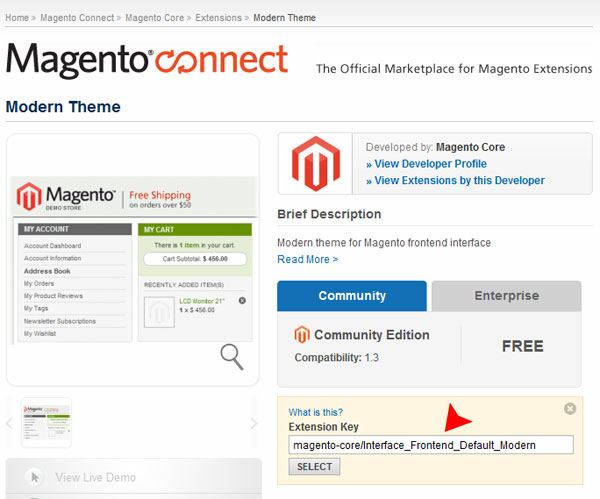 Home > Magento Connect > Magento Core > Extensions > Modern Theme
Magento® connect
The Official Marketplace for Magento Extensions
Modern Theme
Magento™
DEMO STORE
Free Shipping
on orders over $50
MY ACCOUNT
Account Dashboard
Account Information
Address Book
My Orders
My Product Reviews
My Tags
Newsletter Subscriptions
My Wishlist
MY CART
There is 1 item in your cart.
Cart Subtotal: $ 456.00
RECENTLY ADDED ITEM(S)
LCD Monitor 21"
1 x $ 456.00
View Live Demo
Developed by: Magento Core
» View Developer Profile
» View Extensions by this Developer
Brief Description
Modern theme for Magento frontend interface
Read More >
Community
Enterprise
Community Edition
Compatibility: 1.3
FREE
What is this?
Extension Key
magento-core/Interface_Frontend_Default_Modern
SELECT